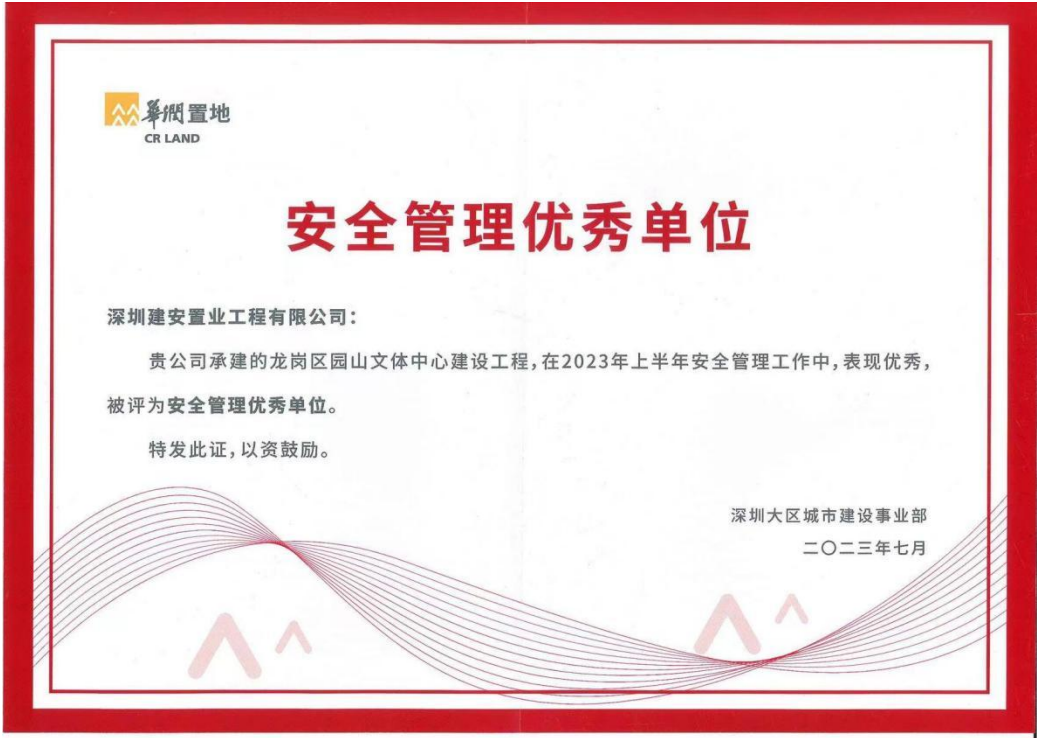 華润置地
CR LAND
安全管理优秀单位
深圳建安置业工程有限公司：
贵公司承建的龙岗区园山文体中心建设工程，在2023年上半年安全管理工作中，表现优秀，
被评为安全管理优秀单位。
特发此证，以资鼓励。
深圳大区城市建设事业部
二〇二三年七月